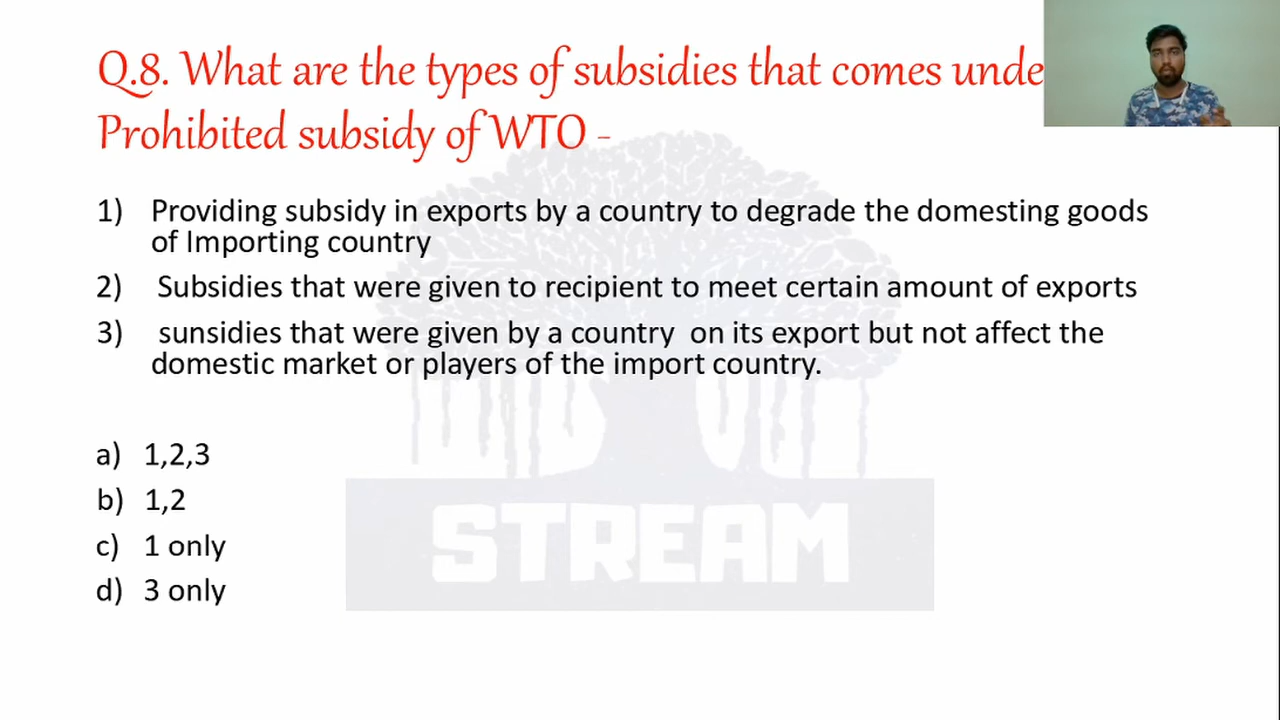 Q.8. What are the types of subsidies that comes unde
Prohibited subsidy of WTO -
1) Providing subsidy in exports by a country to degrade the domesting goods
of Importing country
2) Subsidies that were given to recipient to meet certain amount of exports
3) sunsidies that were given by a country on its export but not affect the
domestic market or players of the import country.
a) 1,2,3
b) 1,2
c) 1 only
d) 3 only
STREAM